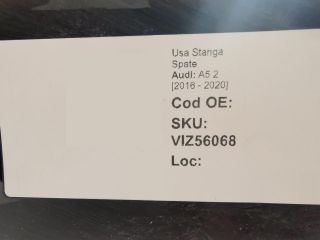 Usa Stanga
Spate
Audi: A5 2
[2016 - 2020]
Cod OE:
SKU:
VIZ56068
Loc: